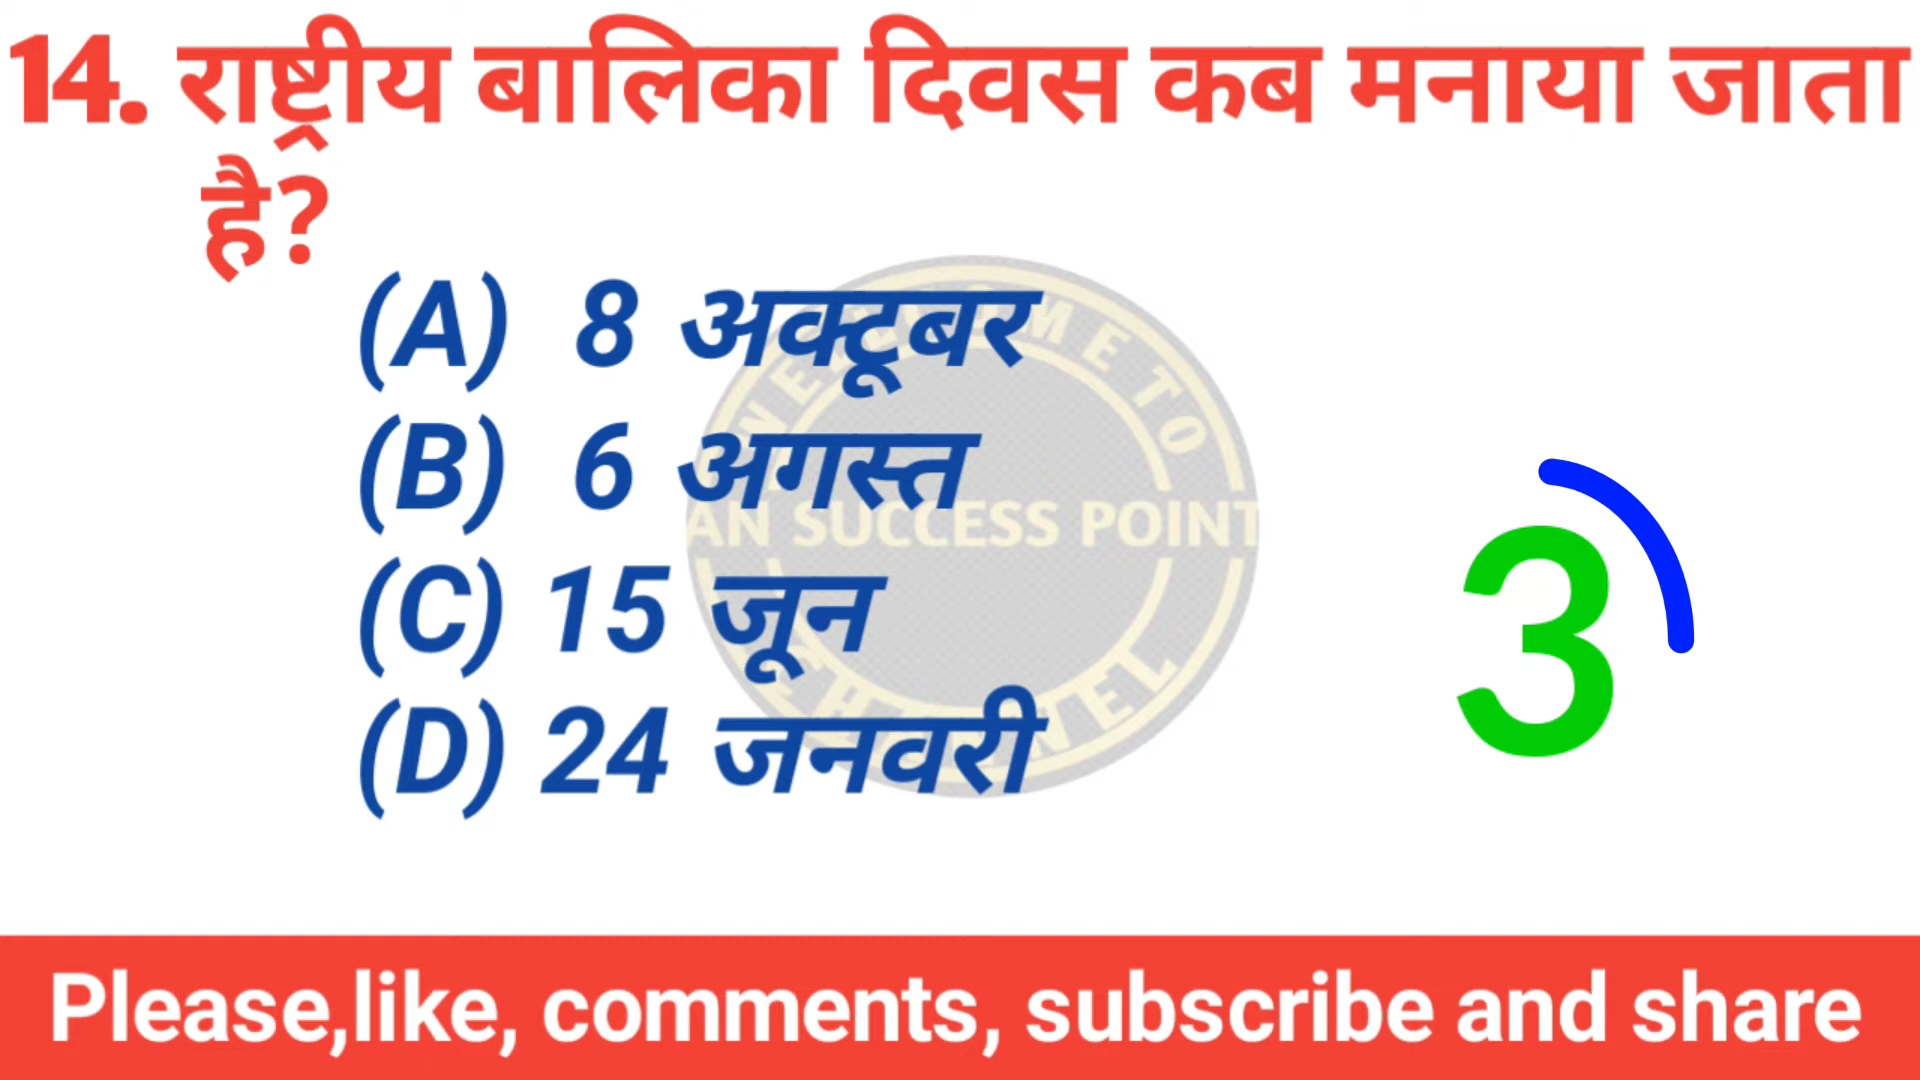 14. राष्ट्रीय बालिका दिवस कब मनाया जाता
है?
(A) 8 अक्टूबर
(B) 6 अगस्त
(C) 15 जून
(D) 24 जनवरी
AN SUCCESS POINT
CHANNEL
3
Please,like, comments, subscribe and share